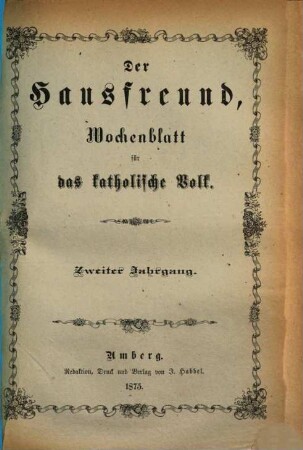 Der
Hausfreund,
Wochenblatt
für
das katholische Volk.
Zweiter Jahrgang.
Amberg.
Redaktion, Druck und Verlag von J. Habbel.
1875.